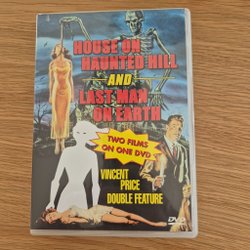 HOUSE ON
HAUNTED HILL
AND
LAST MAN
ON EARTH
TWO FILMS
ON ONE DVD
VINCENT
PRICE
DOUBLE FEATURE
DVD